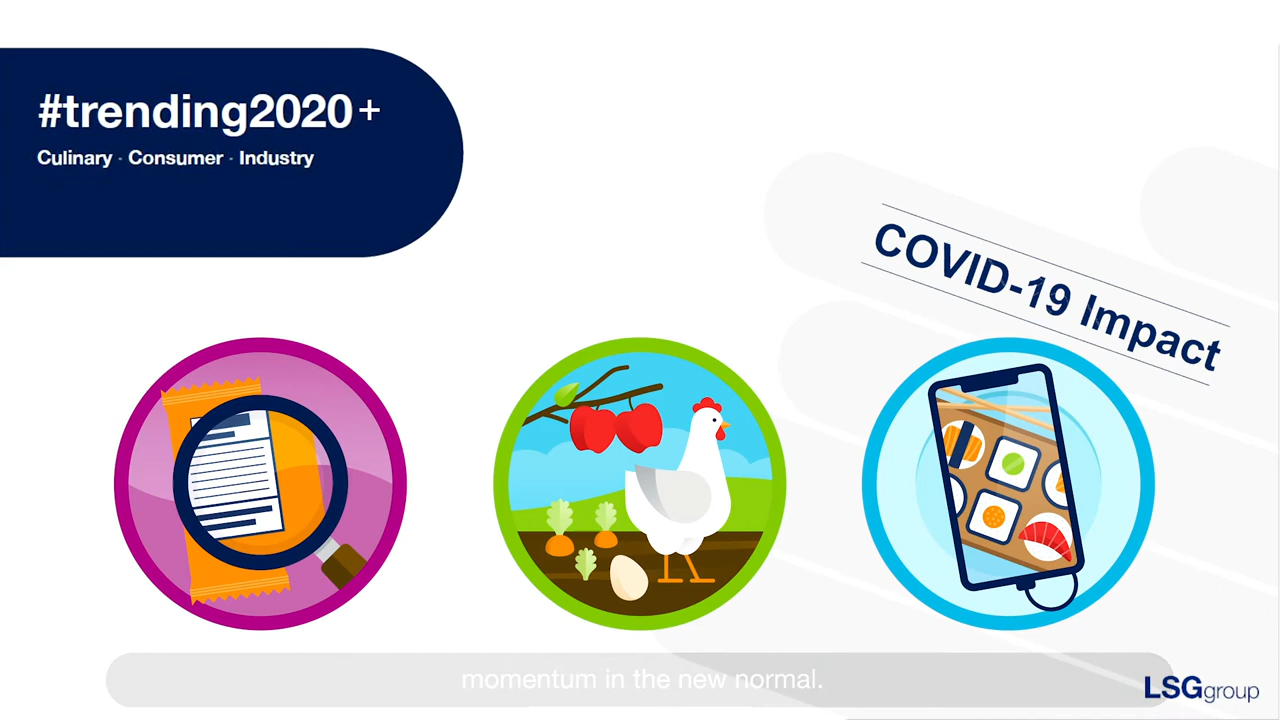 #trending2020+
Culinary · Consumer · Industry
COVID-19 Impact
momentum in the new normal.
LSGgroup